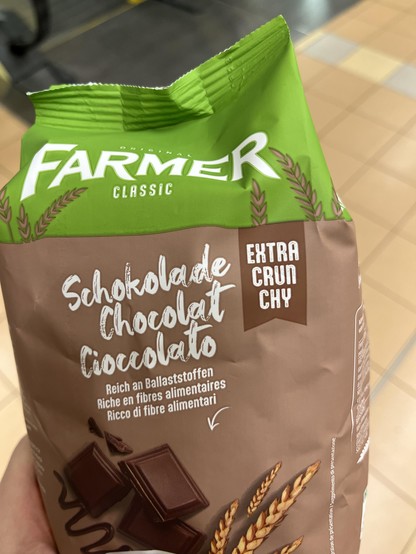 ORIGINAL
FARMER
CLASSIC
EXTRA
CRUN
CHY
Schokolade
Chocolat
Cioccolato
Reich an Ballaststoffen
Riche en fibres alimentaires
Ricco di fibre alimentari